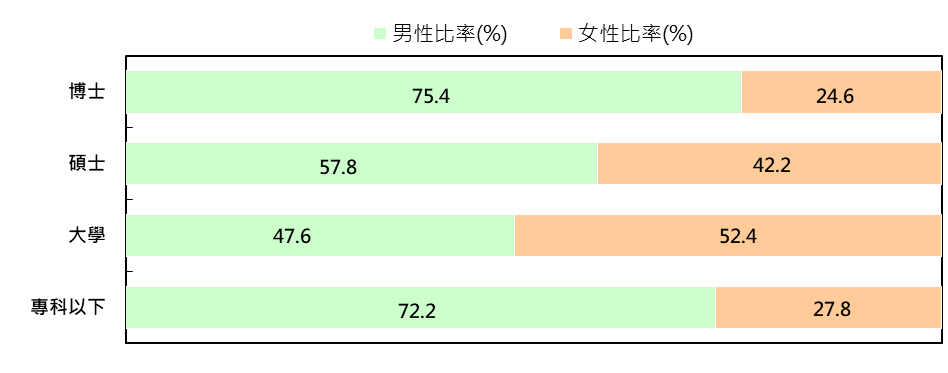 男性比率(%) 女性比率(%)
博士 75.4 24.6
碩士 57.8 42.2
大學 47.6 52.4
專科以下 72.2 27.8